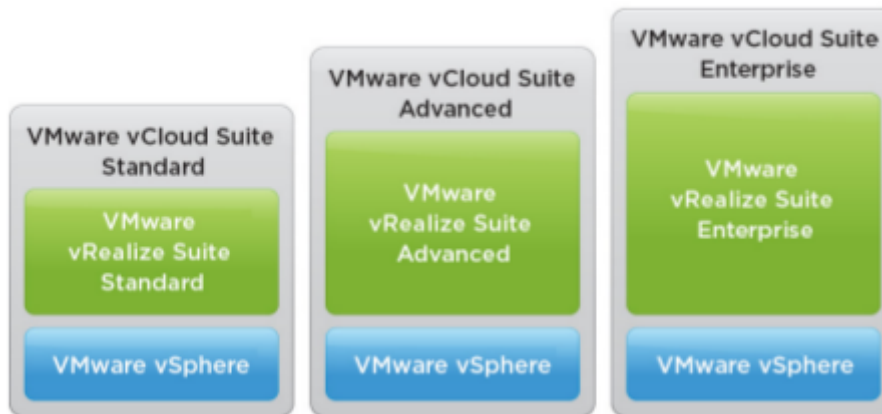 VMware vCloud Suite
Standard
VMware
vRealize Suite
Standard
VMware vSphere
VMware vCloud Suite
Advanced
VMware
vRealize Suite
Advanced
VMware vSphere
VMware vCloud Suite
Enterprise
VMware
vRealize Suite
Enterprise
VMware vSphere